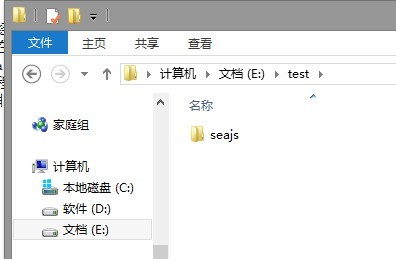 文件 主页 共享 查看
计算机 文档 (E:) test
名称
家庭组
seajs
计算机
本地磁盘 (C:)
软件 (D:)
文档 (E:)